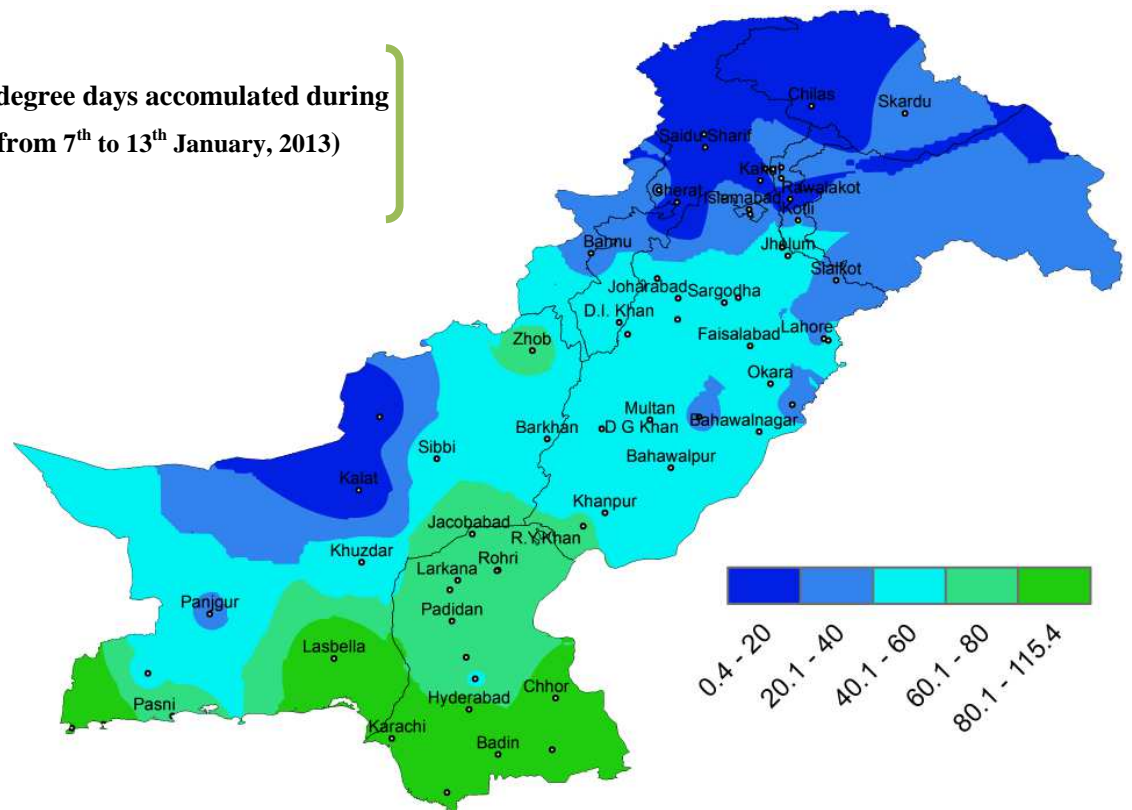 degree days accomulated during
from 7th to 13th January, 2013)
Chilas
Skardu
Saidu Sharif
Rawalakot
Cherat
Islamabad
Kotli
Bannu
Jhelum
Sialkot
Joharabad
Sargodha
D.I. Khan
Zhob
Faisalabad
Lahore
Okara
Multan
Barkhan
D G Khan
Bahawalnagar
Sibbi
Bahawalpur
Kalat
Khanpur
Jacobabad
R.Y.Khan
Khuzdar
Rohri
Larkana
Panjgur
Padidan
Lasbella
Pasni
Hyderabad
Chhor
Karachi
Badin
0.4 - 20
20.1 - 40
40.1 - 60
60.1 - 80
80.1 - 115.4